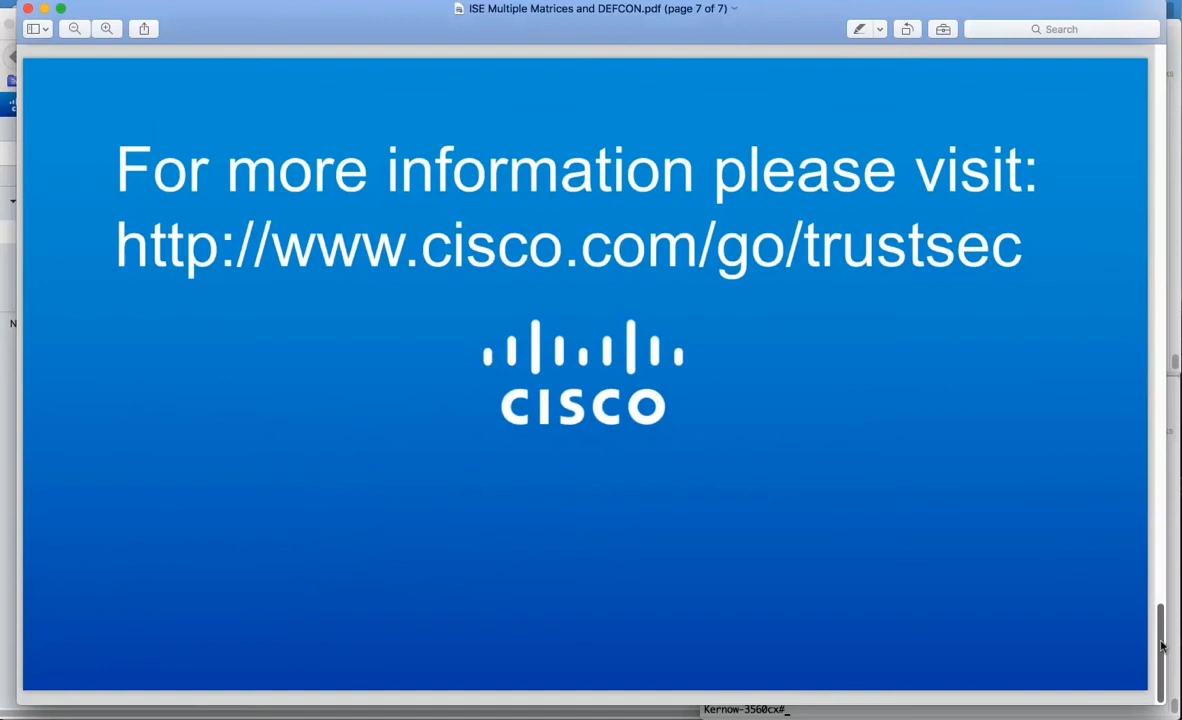 ISE Multiple Matrices and DEFCON.pdf (page 7 of 7)
Search
For more information please visit:
http://www.cisco.com/go/trustsec
CISCO
Kernow-3560cx#_